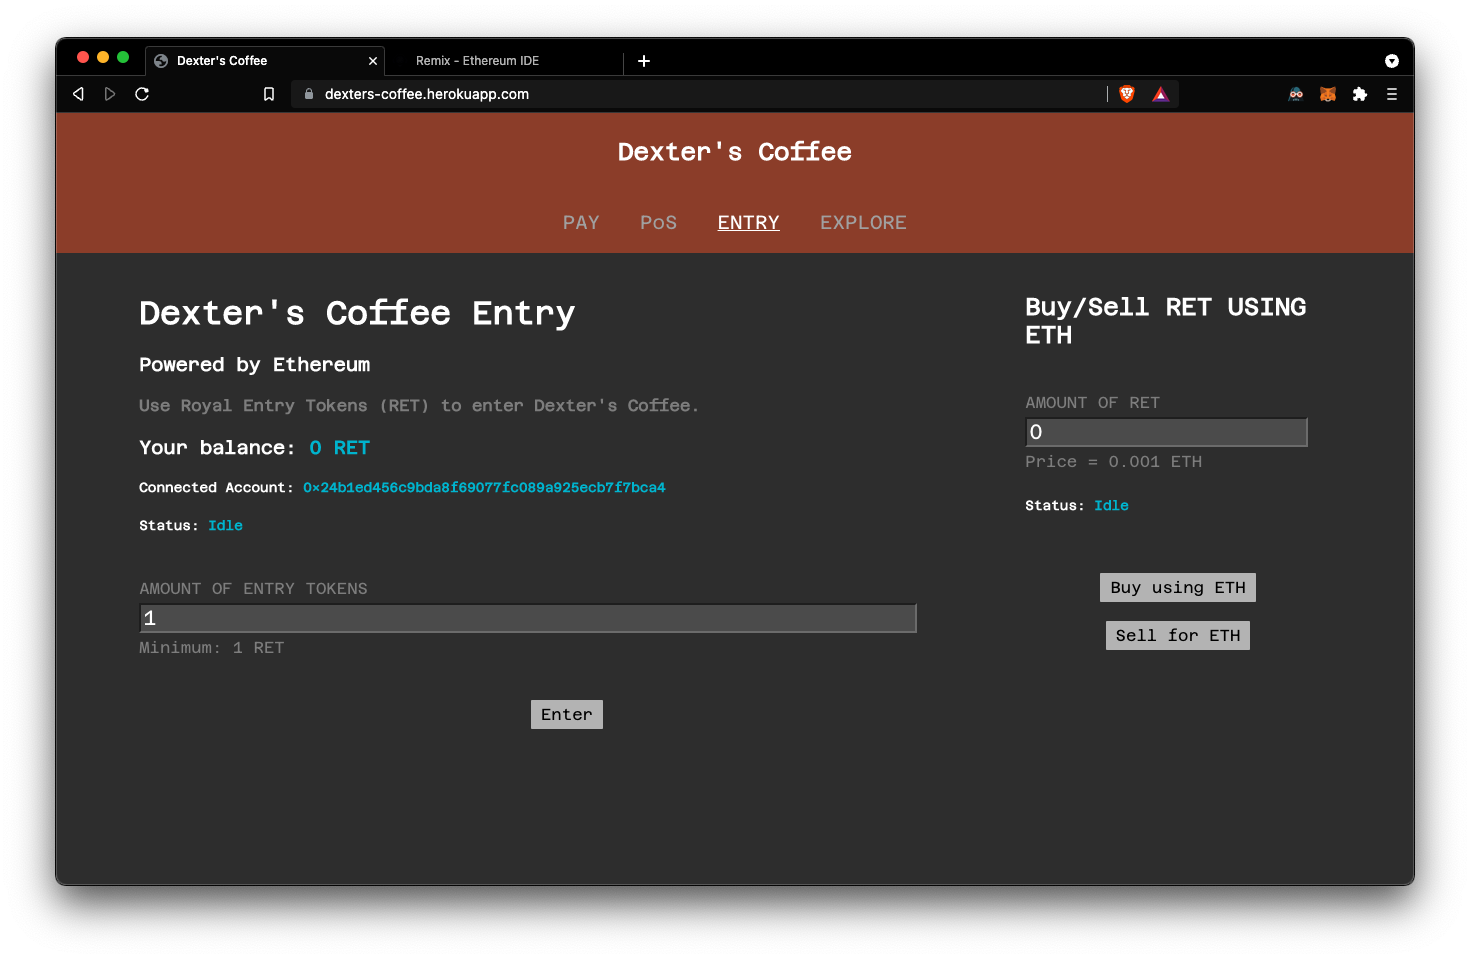 Dexter's Coffee
Remix - Ethereum IDE
dexters-coffee.herokuapp.com
Dexter's Coffee
PAY
PoS
ENTRY
EXPLORE
Dexter's Coffee Entry
Powered by Ethereum
Use Royal Entry Tokens (RET) to enter Dexter's Coffee.
Your balance: 0 RET
Connected Account: 0x24b1ed456c9bda8f69077fc089a925ecb7f7bca4
Status: Idle
AMOUNT OF ENTRY TOKENS
1
Minimum: 1 RET
Enter
Buy/Sell RET USING
ETH
AMOUNT OF RET
0
Price = 0.001 ETH
Status: Idle
Buy using ETH
Sell for ETH